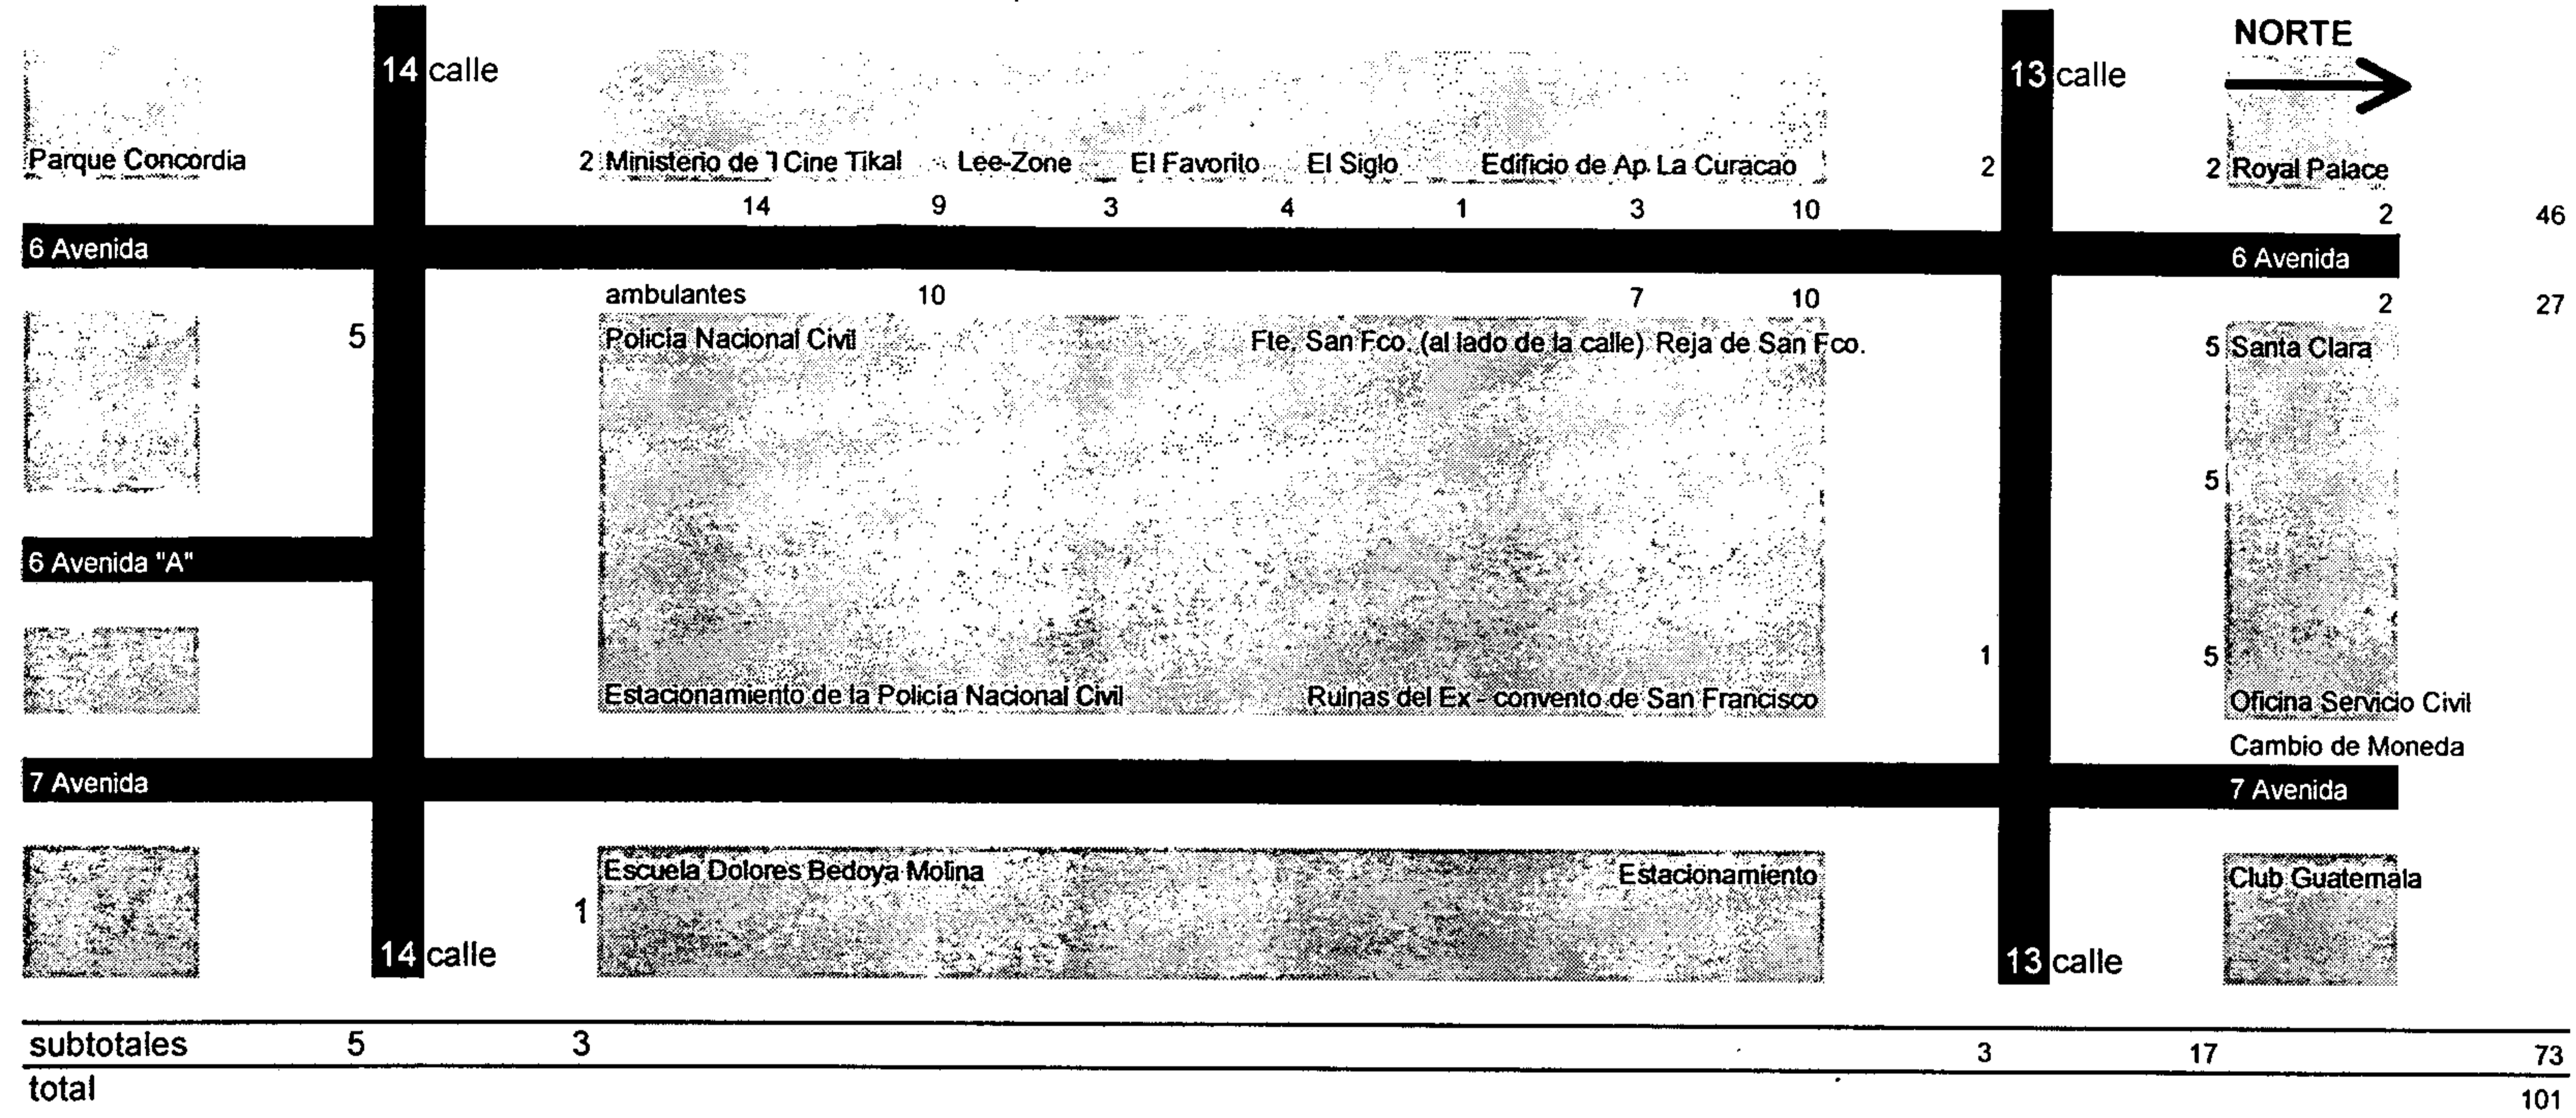 NORTE
14 calle
13 calle
Parque Concordia
2 Ministerio de T Cine Tikal Lee-Zone El Favorito El Siglo Edificio de Ap. La Curacao 2 2 Royal Palace
14 9 3 4 1 3 10 2 46
6 Avenida 6 Avenida
ambulantes 10 7 10 2 27
5 Policía Nacional Civil Fte. San Fco. (al lado de la calle) Reja de San Fco. 5 Santa Clara
5
6 Avenida "A"
1 5
Estacionamiento de la Policía Nacional Civil Ruinas del Ex - convento de San Francisco Oficina Servicio Civil
Cambio de Moneda
7 Avenida 7 Avenida
Escuela Dolores Bedoya Molina Estacionamiento Club Guatemala
1
14 calle 13 calle
subtotales 5 3 3 17 73
total 101